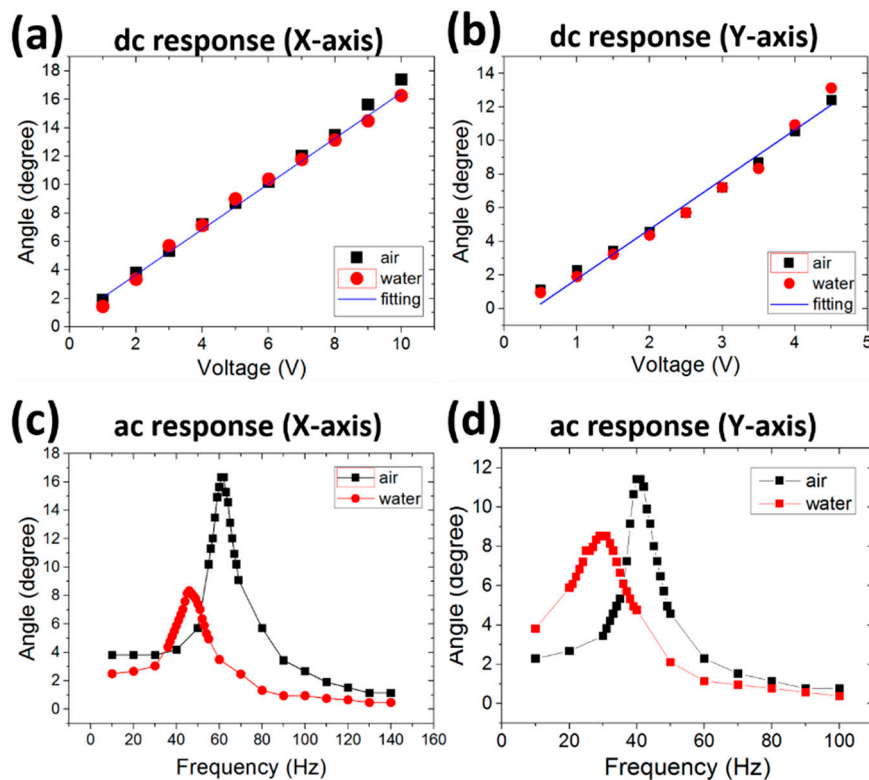 (a)
dc response (X-axis)
18
16
14
12
10
8
6
4
2
0
0 2 4 6 8 10
Angle (degree)
Voltage (V)
air
water
fitting
(b)
dc response (Y-axis)
14
12
10
8
6
4
2
0
0 1 2 3 4 5
Angle (degree)
Voltage (V)
air
water
fitting
(c)
ac response (X-axis)
18
16
14
12
10
8
6
4
2
0
0 20 40 60 80 100 120 140 160
Angle (degree)
Frequency (Hz)
air
water
(d)
ac response (Y-axis)
12
10
8
6
4
2
0
0 20 40 60 80 100
Angle (degree)
Frequency (Hz)
air
water